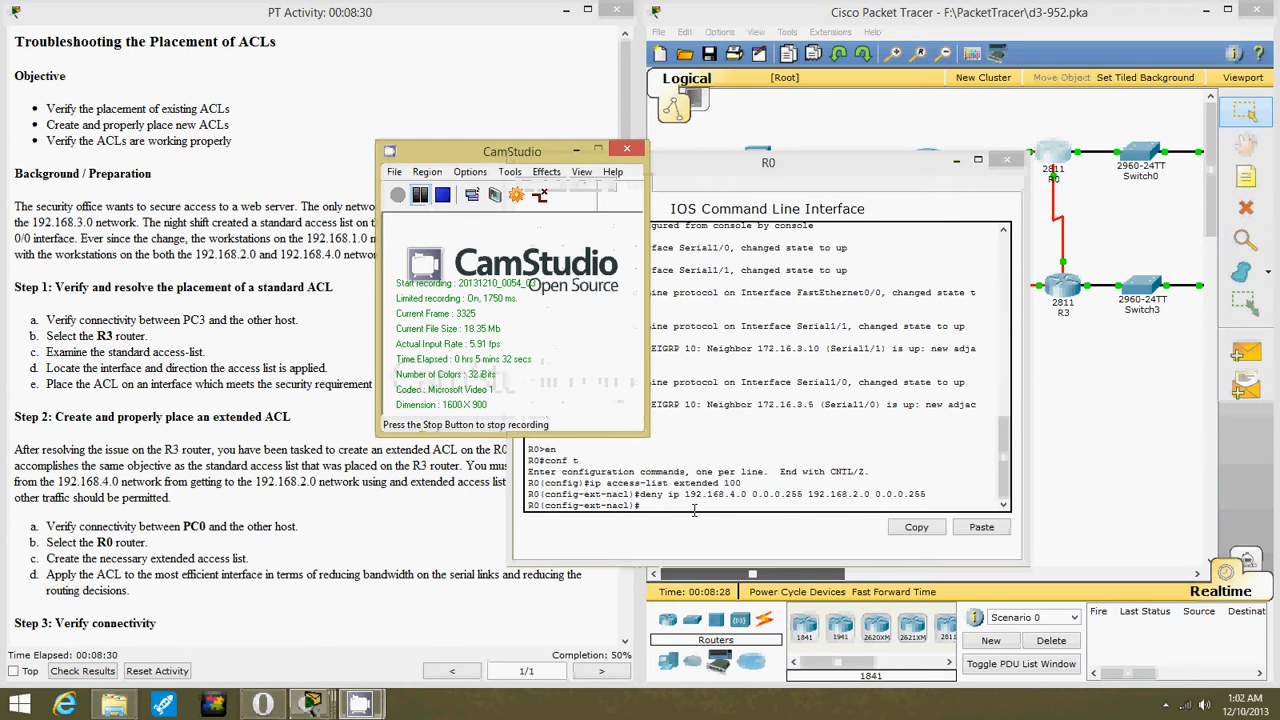 PT Activity: 00:08:30
Troubleshooting the Placement of ACLs
Objective
Verify the placement of existing ACLs
Create and properly place new ACLs
Verify the ACLs are working properly
Background / Preparation
The security office wants to secure access to a web server. The only netwo
the 192.168.3.0 network. The night shift created a standard access list on t
0/0 interface. Ever since the change, the workstations on the 192.168.1.0 n
with the workstations on the both the 192.168.2.0 and 192.168.4.0 networ
Step 1: Verify and resolve the placement of a standard ACL
a. Verify connectivity between PC3 and the other host.
b. Select the R3 router.
c. Examine the standard access-list.
d. Locate the interface and direction the access list is applied.
e. Place the ACL on an interface which meets the security requirement
Step 2: Create and properly place an extended ACL
After resolving the issue on the R3 router, you have been tasked to create an extended ACL on the R0
accomplishes the same objective as the standard access list that was placed on the R3 router. You mus
from the 192.168.4.0 network from getting to the 192.168.2.0 network using and extended access list
other traffic should be permitted.
a. Verify connectivity between PC0 and the other host.
b. Select the R0 router.
c. Create the necessary extended access list.
d. Apply the ACL to the most efficient interface in terms of reducing bandwidth on the serial links and reducing the
routing decisions.
Step 3: Verify connectivity
Time Elapsed: 00:08:30
Completion: 50%
Top
Check Results
Reset Activity
<
1/1
>
CamStudio
File Region Options Tools Effects View Help
CamStudio
Open Source
Start recording : 20131210_0054_0
Limited recording : On, 1750 ms.
Current Frame : 3325
Current File Size : 18.35 Mb
Actual Input Rate : 5.91 fps
Time Elapsed : 0 hrs 5 mins 32 secs
Number of Colors : 32 Bits
Codec : Microsoft Video 1
Dimension : 1600 X 900
Press the Stop Button to stop recording
Cisco Packet Tracer - F:\PacketTracer\d3-952.pka
File Edit Options View Tools Extensions Help
Logical
[Root]
New Cluster
Move Object
Set Tiled Background
Viewport
2811
R0
2960-24TT
Switch0
2811
R3
2960-24TT
Switch3
R0
IOS Command Line Interface
gured from console by console
face Serial1/0, changed state to up
face Serial1/1, changed state to up
ine protocol on Interface FastEthernet0/0, changed state t
ine protocol on Interface Serial1/1, changed state to up
EIGRP 10: Neighbor 172.16.3.10 (Serial1/1) is up: new adja
ine protocol on Interface Serial1/0, changed state to up
EIGRP 10: Neighbor 172.16.3.5 (Serial1/0) is up: new adjac
R0>en
R0#conf t
Enter configuration commands, one per line. End with CNTL/Z.
R0(config)#ip access-list extended 100
R0(config-ext-nacl)#deny ip 192.168.4.0 0.0.0.255 192.168.2.0 0.0.0.255
R0(config-ext-nacl)#
Copy
Paste
Time: 00:08:28
Power Cycle Devices
Fast Forward Time
Realtime
Routers
1841
1941
2620XM
2621XM
2811
1841
Scenario 0
New
Delete
Toggle PDU List Window
Fire
Last Status
Source
Destinat
1:02 AM
12/10/2013